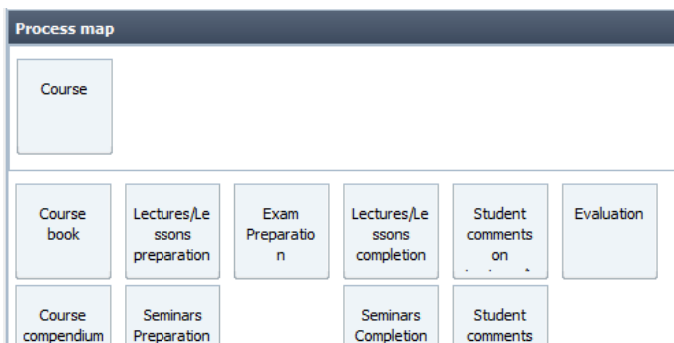 Process map
Course
Course
book
Lectures/Le
ssons
preparation
Exam
Preparatio
n
Lectures/Le
ssons
completion
Student
comments
on
Evaluation
Course
compendium
Seminars
Preparation
Seminars
Completion
Student
comments